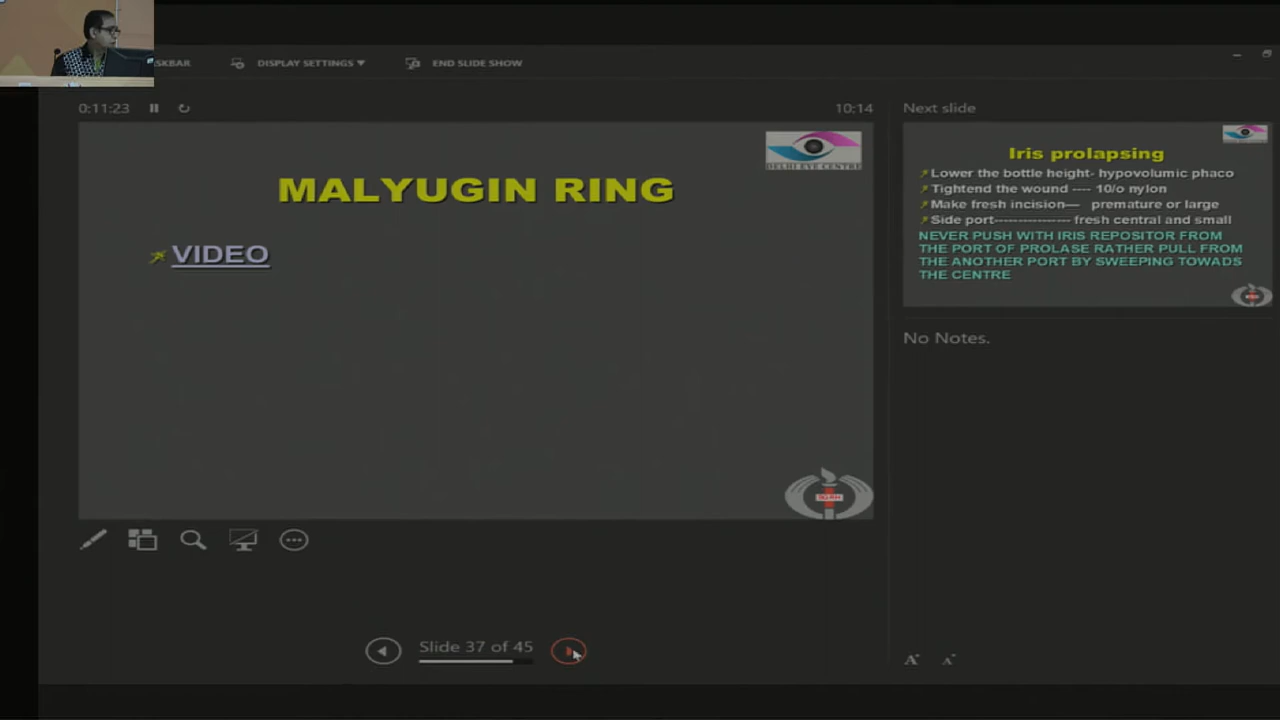 SKBAR
DISPLAY SETTINGS ▼
END SLIDE SHOW
0:11:23
10:14
Next slide
DELHI EYE CENTRE
MALYUGIN RING
VIDEO
Iris prolapsing
Lower the bottle height- hypovolumic phaco
Tightend the wound ---- 10/o nylon
Make fresh incision— premature or large
Side port--------------- fresh central and small
NEVER PUSH WITH IRIS REPOSITOR FROM
THE PORT OF PROLASE RATHER PULL FROM
THE ANOTHER PORT BY SWEEPING TOWADS
THE CENTRE
No Notes.
Slide 37 of 45
A A